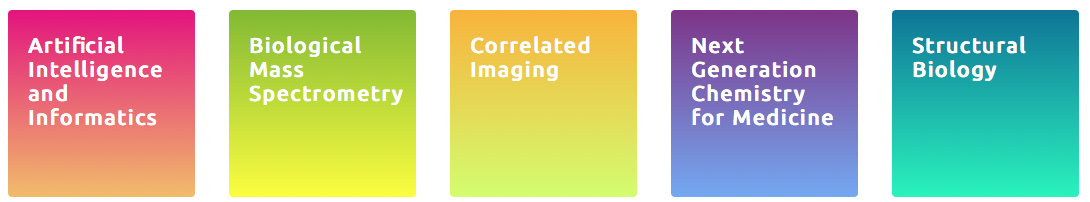 Artificial
Intelligence
and
Informatics
Biological
Mass
Spectrometry
Correlated
Imaging
Next
Generation
Chemistry
for Medicine
Structural
Biology